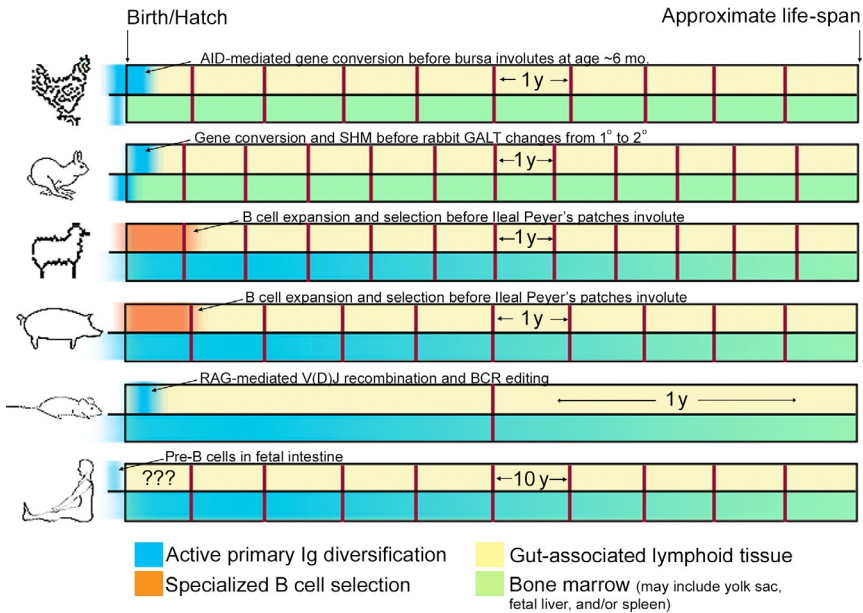 Birth/Hatch
Approximate life-span
AID-mediated gene conversion before bursa involutes at age ~6 mo.
1 y
Gene conversion and SHM before rabbit GALT changes from 1° to 2°
1 y
B cell expansion and selection before Ileal Peyer's patches involute
1 y
B cell expansion and selection before Ileal Peyer's patches involute
1 y
RAG-mediated V(D)J recombination and BCR editing
1 y
Pre-B cells in fetal intestine
???
10 y
Active primary Ig diversification
Gut-associated lymphoid tissue
Specialized B cell selection
Bone marrow (may include yolk sac,
fetal liver, and/or spleen)